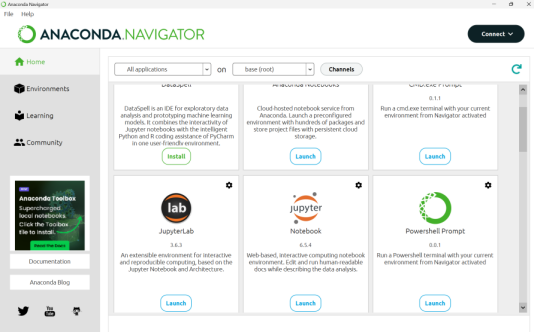 Anaconda Navigator
File Help
ANACONDA.NAVIGATOR
Connect
Home
Environments
Learning
Community
All applications
on
base (root)
Channels
DataSpell
Anaconda Notebooks
CMD.exe Prompt
0.1.1
DataSpell is an IDE for exploratory data
analysis and prototyping machine learning
models. It combines the interactivity of
Jupyter notebooks with the intelligent
Python and R coding assistance of PyCharm
in one user-friendly environment.
Install
Cloud-hosted notebook service from
Anaconda. Launch a preconfigured
environment with hundreds of packages and
store project files with persistent cloud
storage.
Launch
Run a cmd.exe terminal with your current
environment from Navigator activated
Launch
lab
JupyterLab
3.6.3
An extensible environment for interactive
and reproducible computing, based on the
Jupyter Notebook and Architecture.
Launch
jupyter
Notebook
6.5.4
Web-based, interactive computing notebook
environment. Edit and run human-readable
docs while describing the data analysis.
Launch
Powershell Prompt
0.0.1
Run a Powershell terminal with your current
environment from Navigator activated
Launch
Anaconda Toolbox
Supercharged
local notebooks
Click the Toolbox
tile to install.
Read the Docs
Documentation
Anaconda Blog
You
Tube